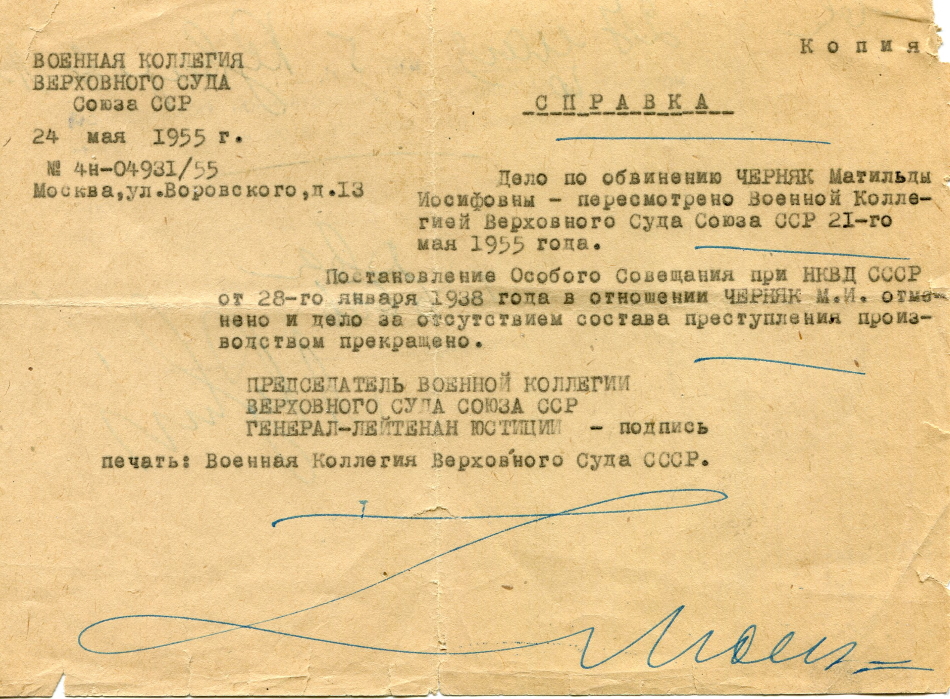 К о п и я
ВОЕННАЯ КОЛЛЕГИЯ
ВЕРХОВНОГО СУДА
Союза ССР
24 мая 1955 г.
№ 4н-04931/55
Москва,ул.Воровского,д.13
С П Р А В К А
Дело по обвинению ЧЕРНЯК Матильды
Иосифовны - пересмотрено Военной Колле-
гией Верховного Суда Союза ССР 21-го
мая 1955 года.
Постановление Особого Совещания при НКВД СССР
от 28-го января 1938 года в отношении ЧЕРНЯК М.И. отме-
нено и дело за отсутствием состава преступления произ-
водством прекращено.
ПРЕДСЕДАТЕЛЬ ВОЕННОЙ КОЛЛЕГИИ
ВЕРХОВНОГО СУДА СОЮЗА ССР
ГЕНЕРАЛ-ЛЕЙТЕНАН ЮСТИЦИИ - подпись
печать: Военная Коллегия Верховного Суда СССР.